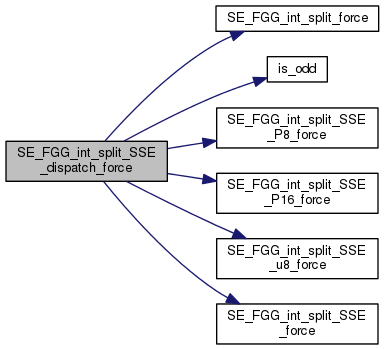 SE_FGG_int_split_force
is_odd
SE_FGG_int_split_SSE
_P8_force
SE_FGG_int_split_SSE
_dispatch_force
SE_FGG_int_split_SSE
_P16_force
SE_FGG_int_split_SSE
_u8_force
SE_FGG_int_split_SSE
_force